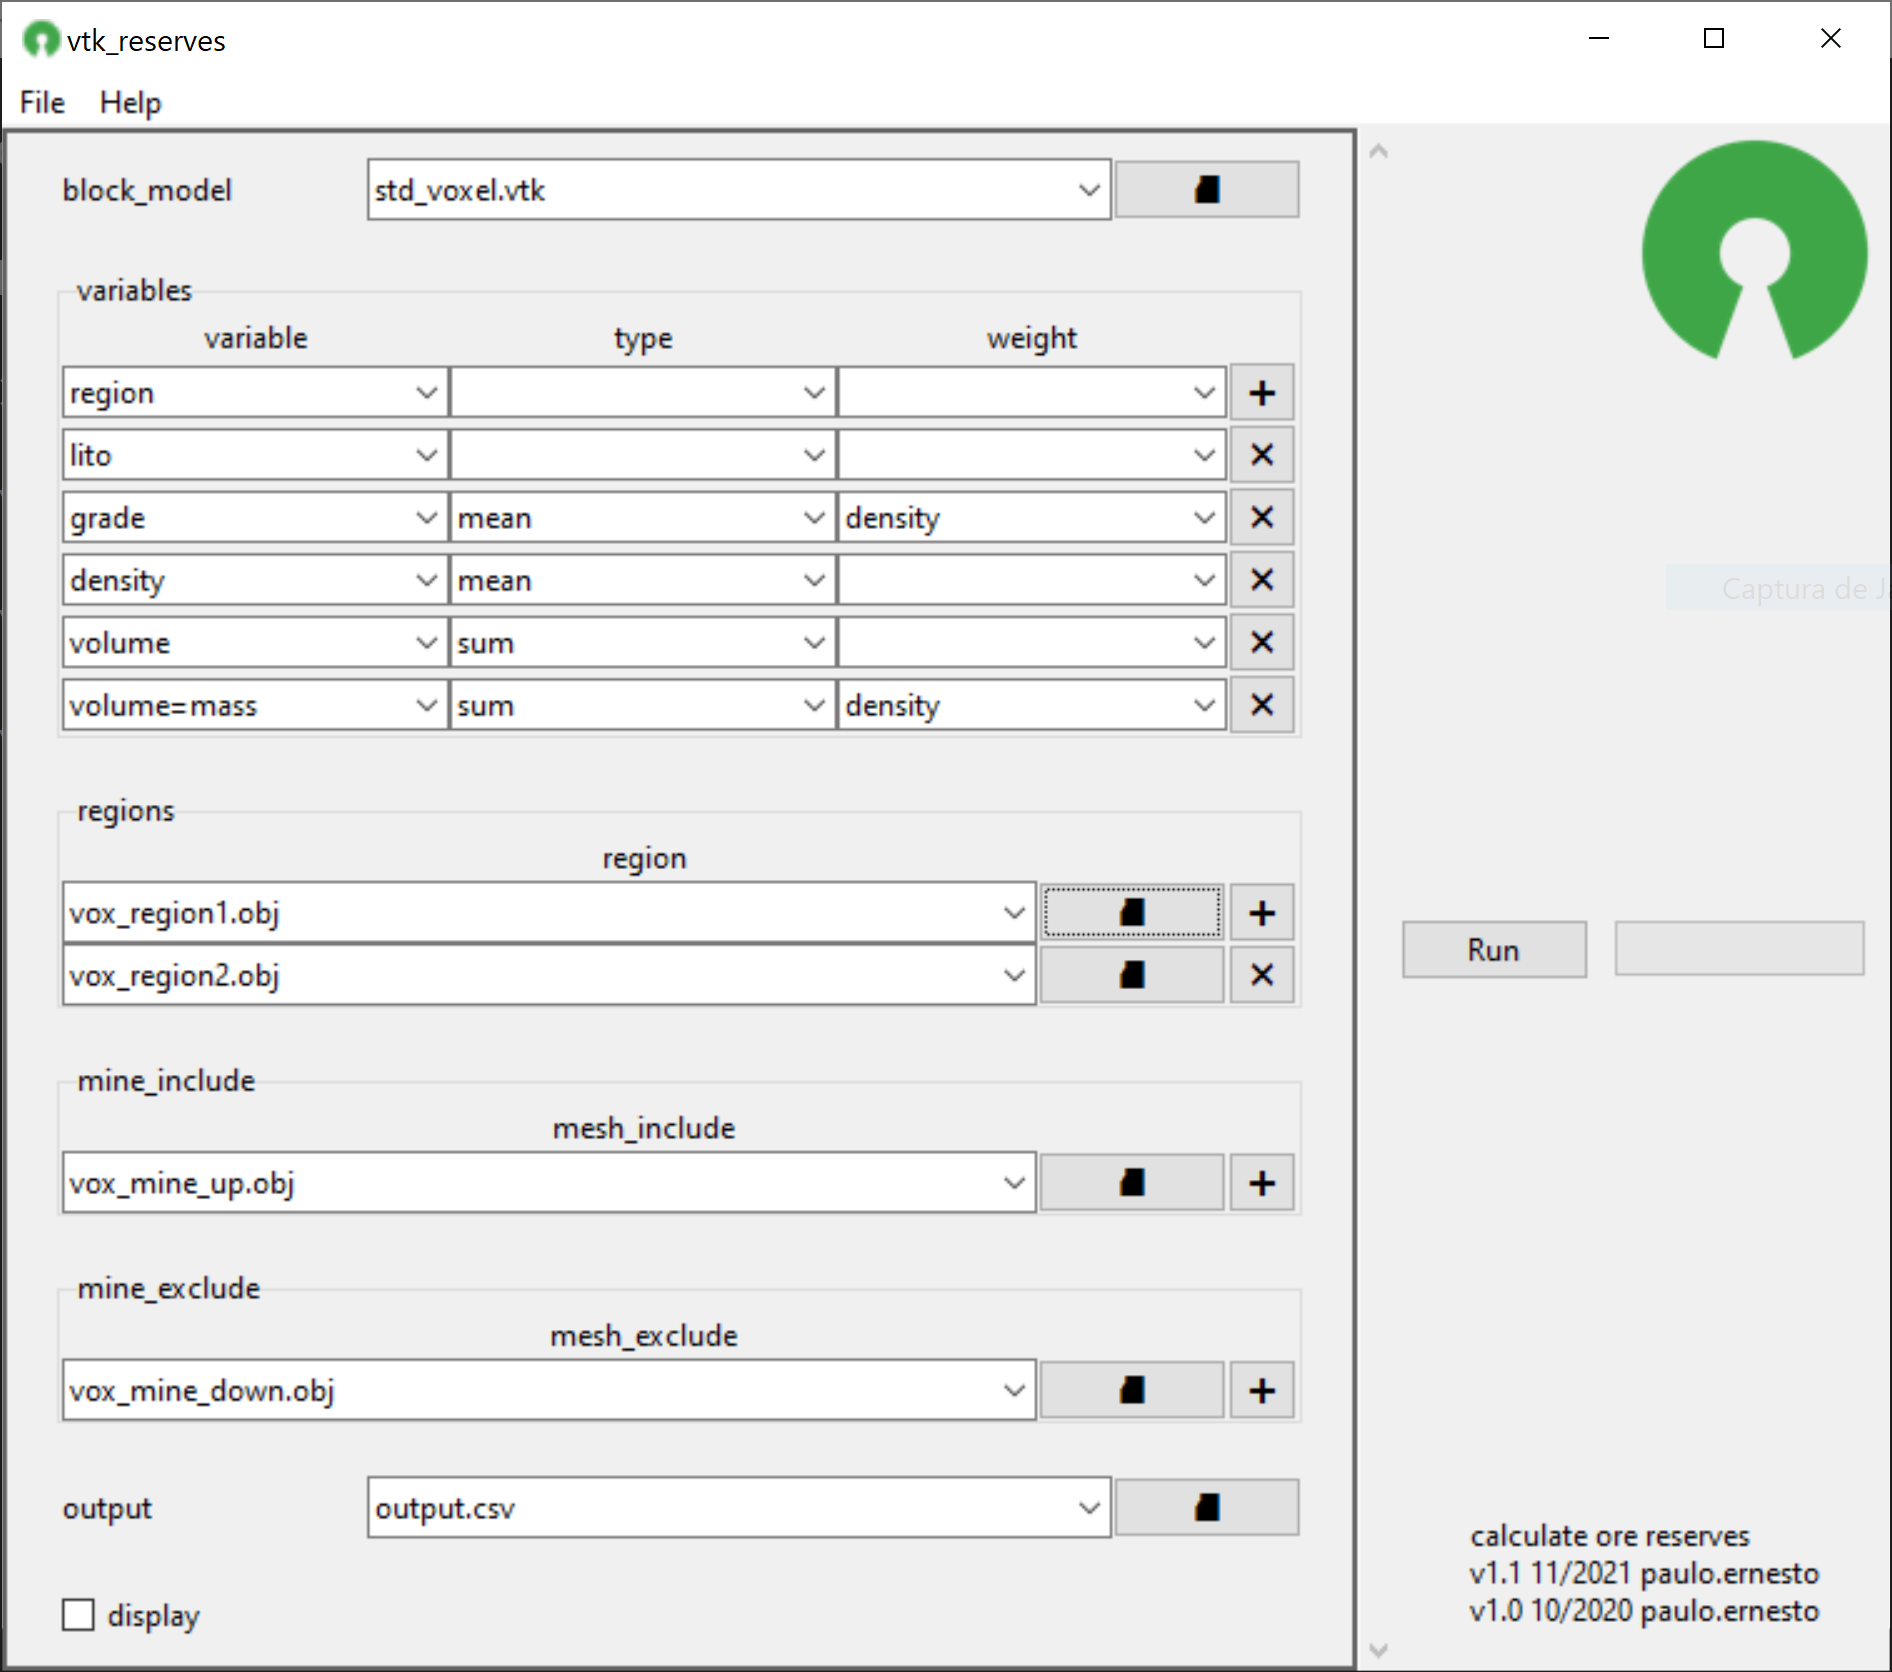 vtk_reserves
File Help
block_model std_voxel.vtk
variables
variable type weight
region
lito
grade mean density
density mean
volume sum
volume=mass sum density
regions
region
vox_region1.obj
vox_region2.obj
Run
mine_include
mesh_include
vox_mine_up.obj
mine_exclude
mesh_exclude
vox_mine_down.obj
output output.csv
display
Captura de
calculate ore reserves
v1.1 11/2021 paulo.ernesto
v1.0 10/2020 paulo.ernesto